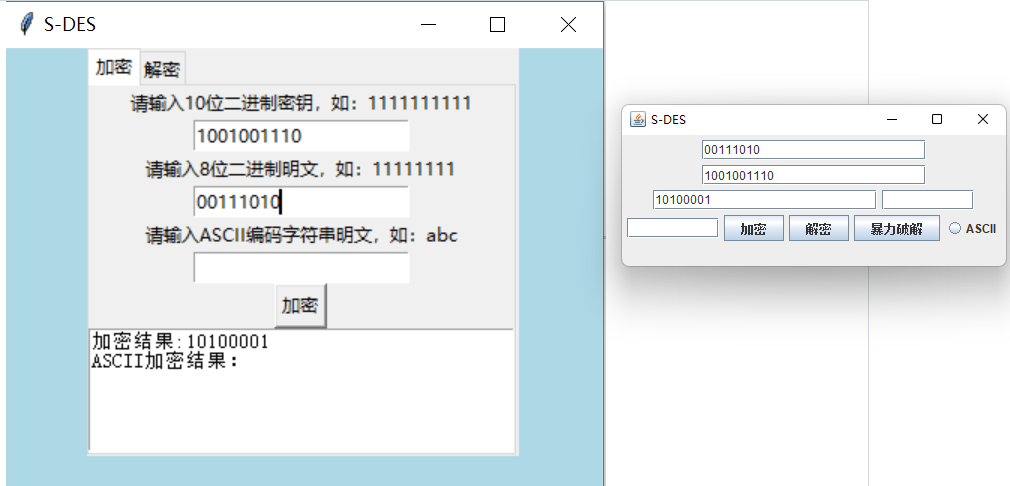 S-DES
加密 解密
请输入10位二进制密钥，如：1111111111
1001001110
请输入8位二进制明文，如：11111111
00111010
请输入ASCII编码字符串明文，如：abc
加密
加密结果:10100001
ASCII加密结果:
S-DES
00111010
1001001110
10100001
加密 解密 暴力破解 ASCII